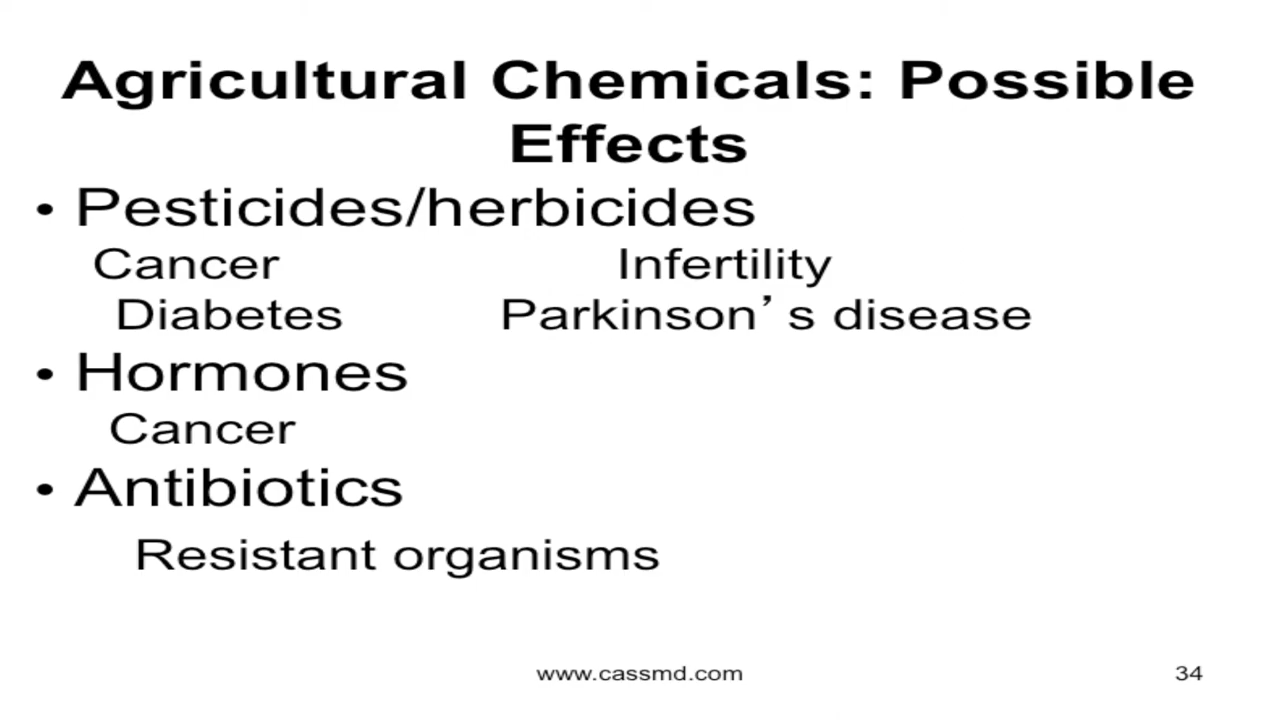 Agricultural Chemicals: Possible
Effects
• Pesticides/herbicides
Cancer Infertility
Diabetes Parkinson’s disease
• Hormones
Cancer
• Antibiotics
Resistant organisms
www.cassmd.com 34